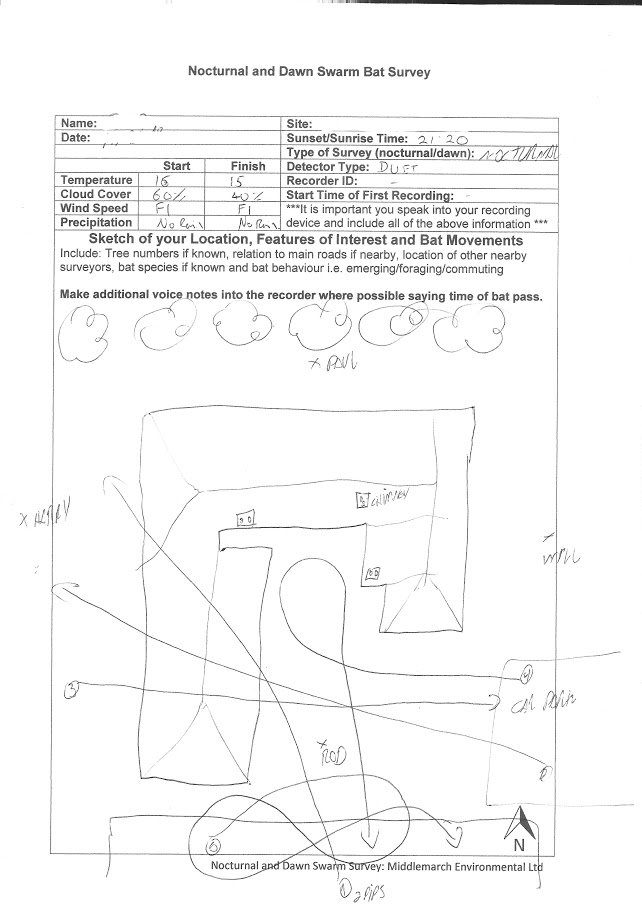 Nocturnal and Dawn Swarm Bat Survey
Name:
Site:
Date:
Sunset/Sunrise Time: 21:20
Type of Survey (nocturnal/dawn): NOCTURNAL
Start Finish
Detector Type: DUET
Temperature 16 15
Recorder ID: -
Cloud Cover 60% 40%
Start Time of First Recording: -
Wind Speed F1 F1
***It is important you speak into your recording
Precipitation No Rain No Rain
device and include all of the above information ***
Sketch of your Location, Features of Interest and Bat Movements
Include: Tree numbers if known, relation to main roads if nearby, location of other nearby
surveyors, bat species if known and bat behaviour i.e. emerging/foraging/commuting
Make additional voice notes into the recorder where possible saying time of bat pass.
x PAUL
CHIMNEY
x
x
WILL
4
3
CAR PARK
x
ROD
2
5
N
Nocturnal and Dawn Swarm Survey: Middlemarch Environmental Ltd
1 2 PIPS